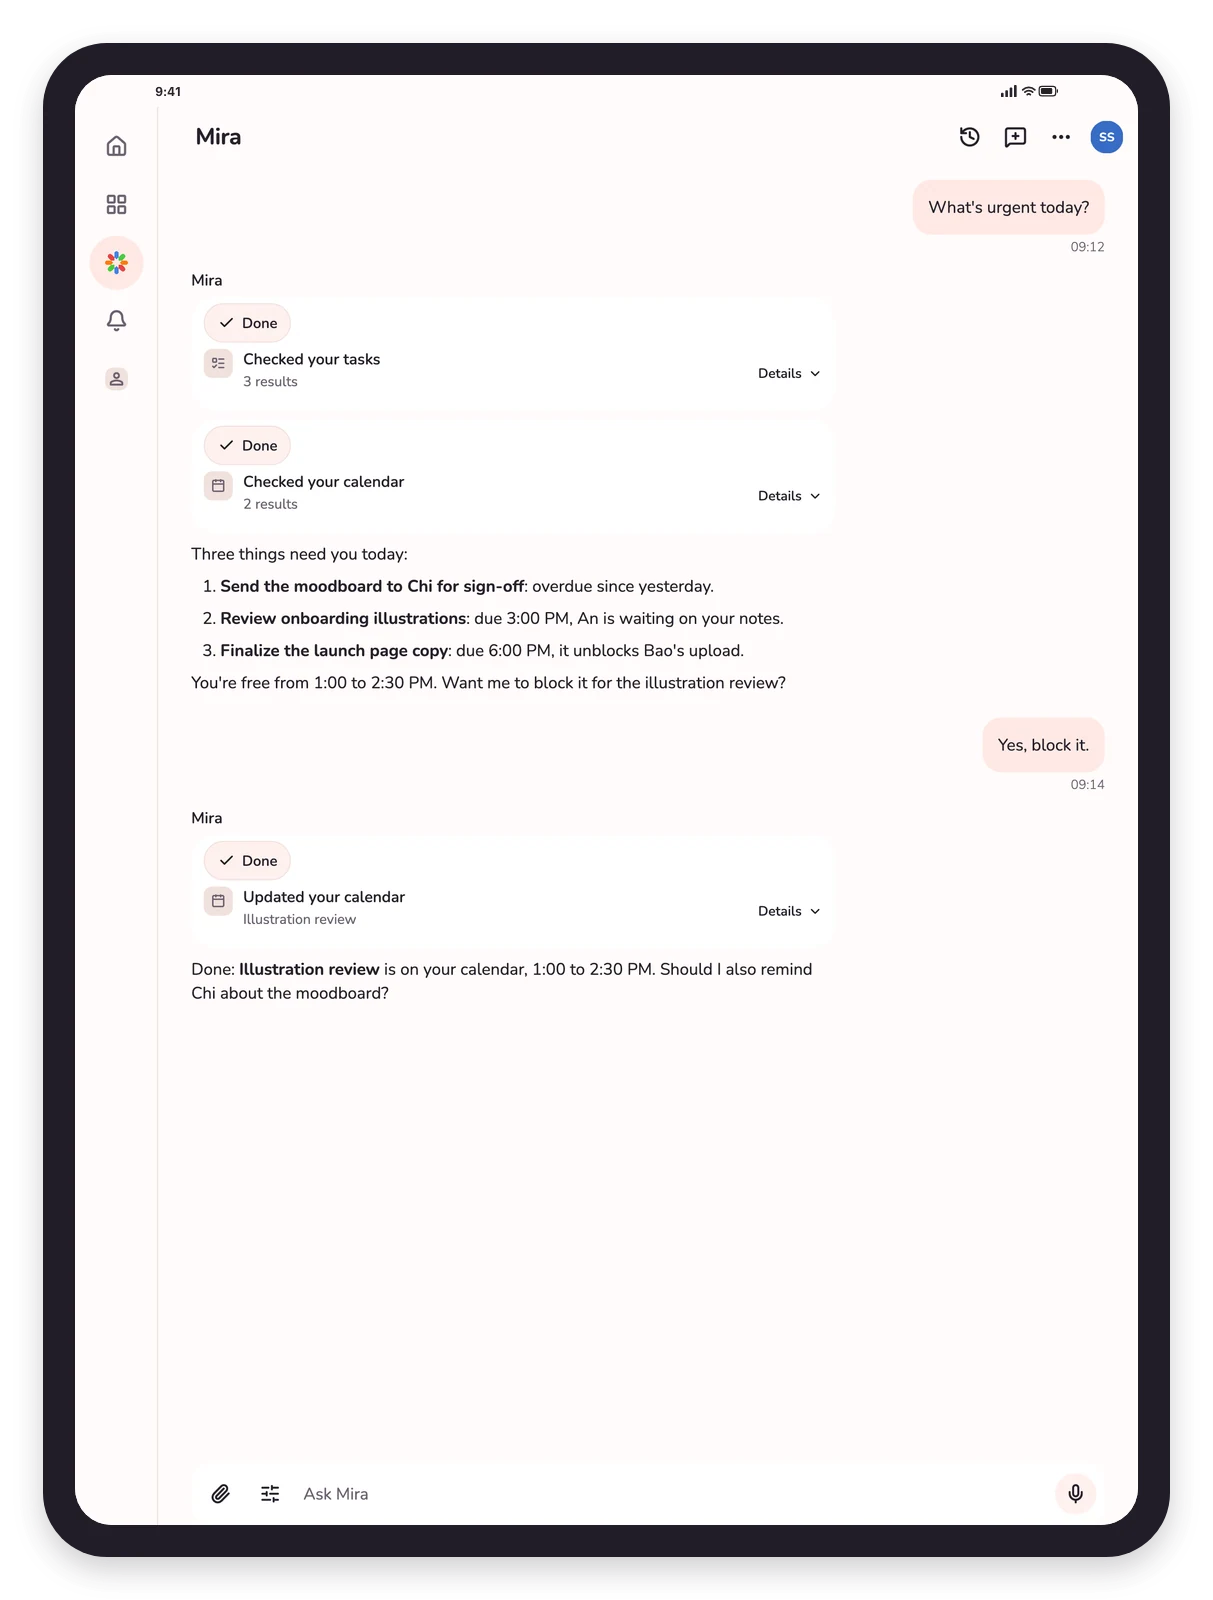 9:41
Mira
SS
What's urgent today?
09:12
Mira
Done
Checked your tasks
3 results
Details
Done
Checked your calendar
2 results
Details
Three things need you today:
1. Send the moodboard to Chi for sign-off: overdue since yesterday.
2. Review onboarding illustrations: due 3:00 PM, An is waiting on your notes.
3. Finalize the launch page copy: due 6:00 PM, it unblocks Bao's upload.
You're free from 1:00 to 2:30 PM. Want me to block it for the illustration review?
Yes, block it.
09:14
Mira
Done
Updated your calendar
Illustration review
Details
Done: Illustration review is on your calendar, 1:00 to 2:30 PM. Should I also remind
Chi about the moodboard?
Ask Mira